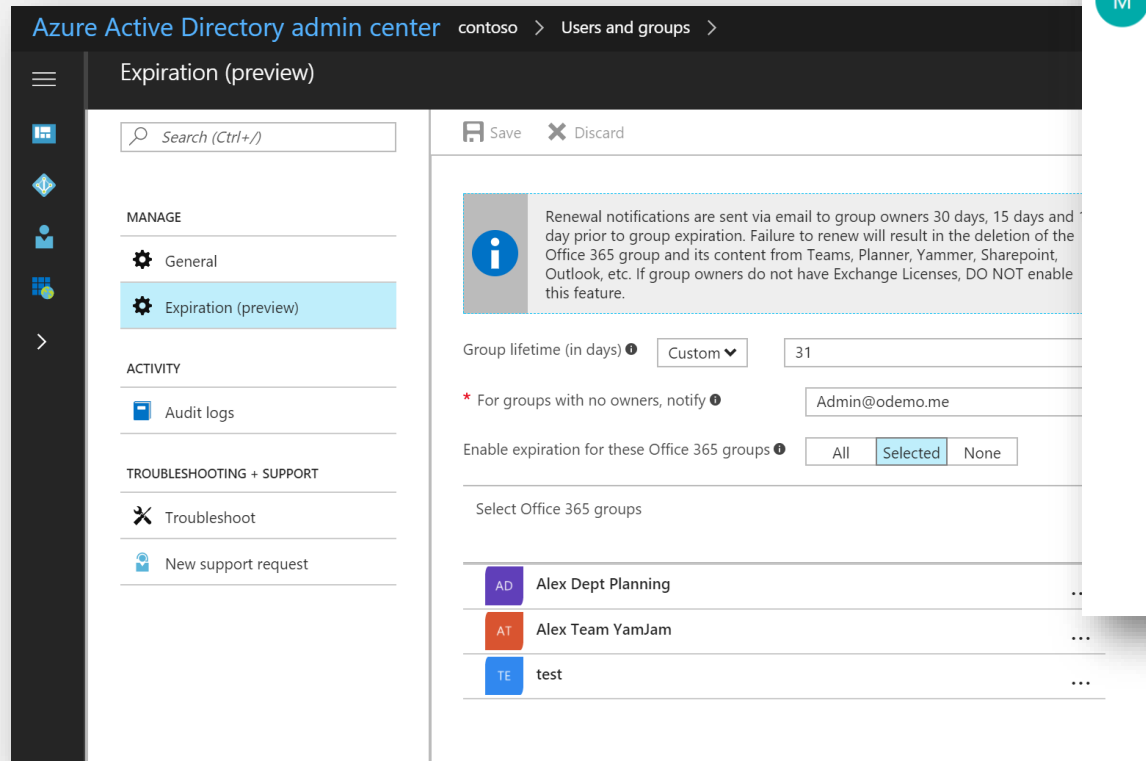 Azure Active Directory admin center contoso > Users and groups >
M
Expiration (preview)
Search (Ctrl+/)
Save Discard
MANAGE
General
Expiration (preview)
ACTIVITY
Audit logs
TROUBLESHOOTING + SUPPORT
Troubleshoot
New support request
Renewal notifications are sent via email to group owners 30 days, 15 days and
day prior to group expiration. Failure to renew will result in the deletion of the
Office 365 group and its content from Teams, Planner, Yammer, Sharepoint,
Outlook, etc. If group owners do not have Exchange Licenses, DO NOT enable
this feature.
Group lifetime (in days) Custom 31
* For groups with no owners, notify Admin@odemo.me
Enable expiration for these Office 365 groups All Selected None
Select Office 365 groups
AD Alex Dept Planning ...
AT Alex Team YamJam ...
TE test ...